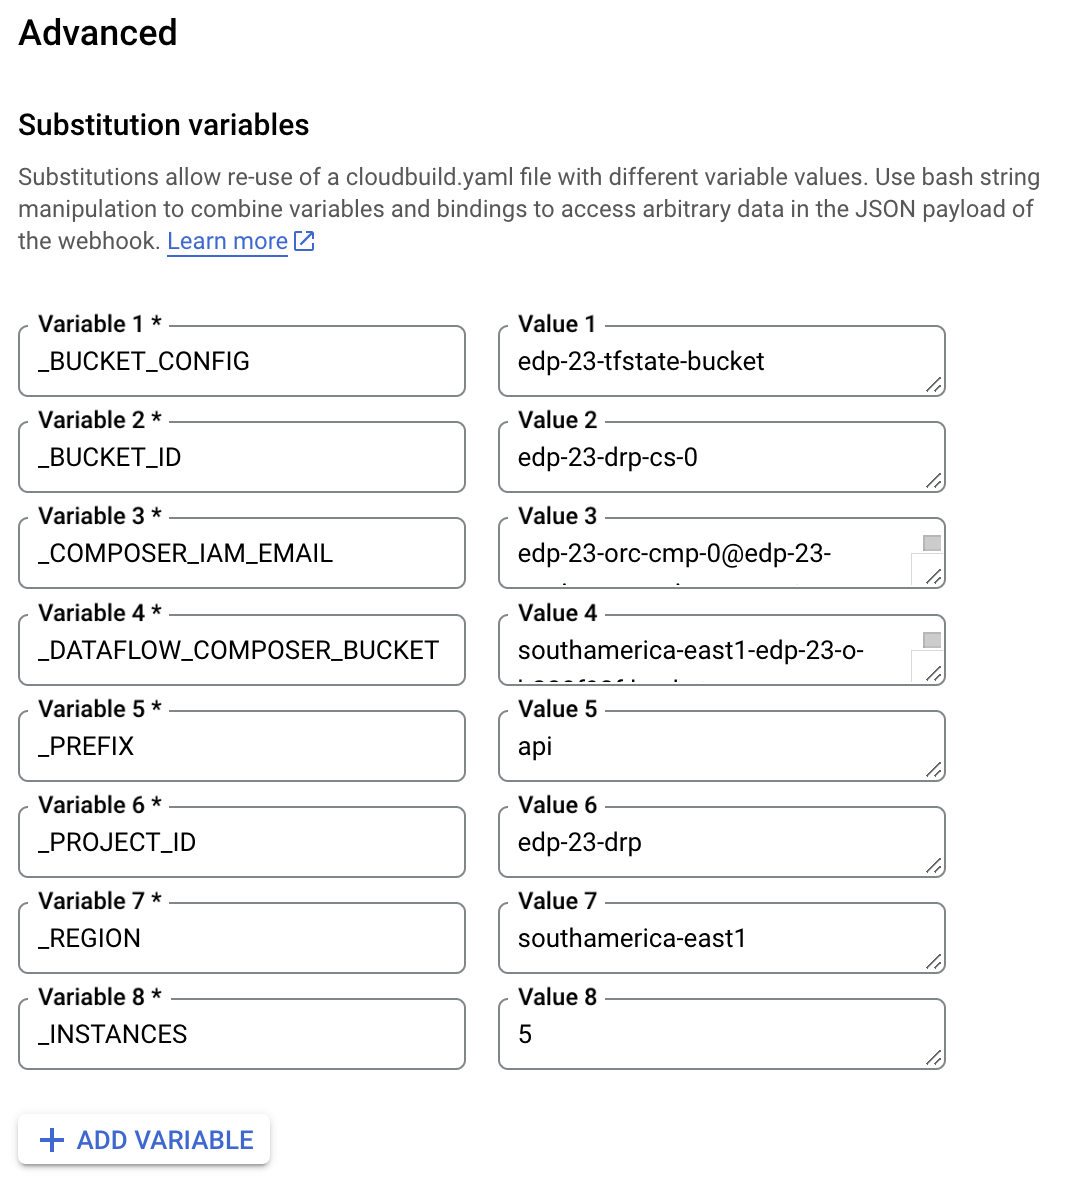 Advanced
Substitution variables
Substitutions allow re-use of a cloudbuild.yaml file with different variable values. Use bash string
manipulation to combine variables and bindings to access arbitrary data in the JSON payload of
the webhook. Learn more
Variable 1 * Value 1
_BUCKET_CONFIG edp-23-tfstate-bucket
Variable 2 * Value 2
_BUCKET_ID edp-23-drp-cs-0
Variable 3 * Value 3
_COMPOSER_IAM_EMAIL edp-23-orc-cmp-0@edp-23-
Variable 4 * Value 4
_DATAFLOW_COMPOSER_BUCKET southamerica-east1-edp-23-o-
Variable 5 * Value 5
_PREFIX api
Variable 6 * Value 6
_PROJECT_ID edp-23-drp
Variable 7 * Value 7
_REGION southamerica-east1
Variable 8 * Value 8
_INSTANCES 5
+ ADD VARIABLE